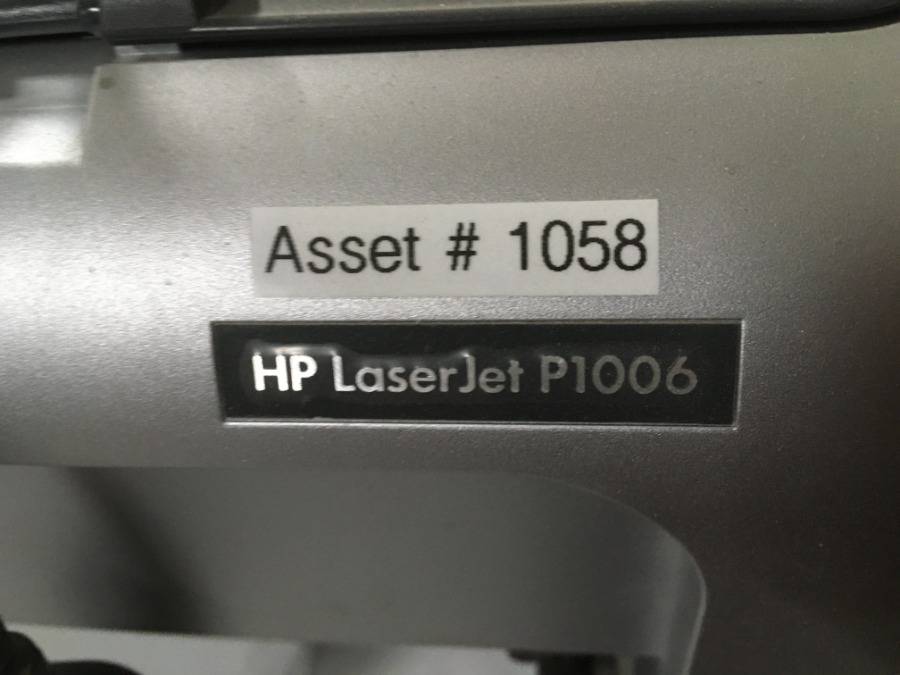 Asset # 1058
HP LaserJet P1006